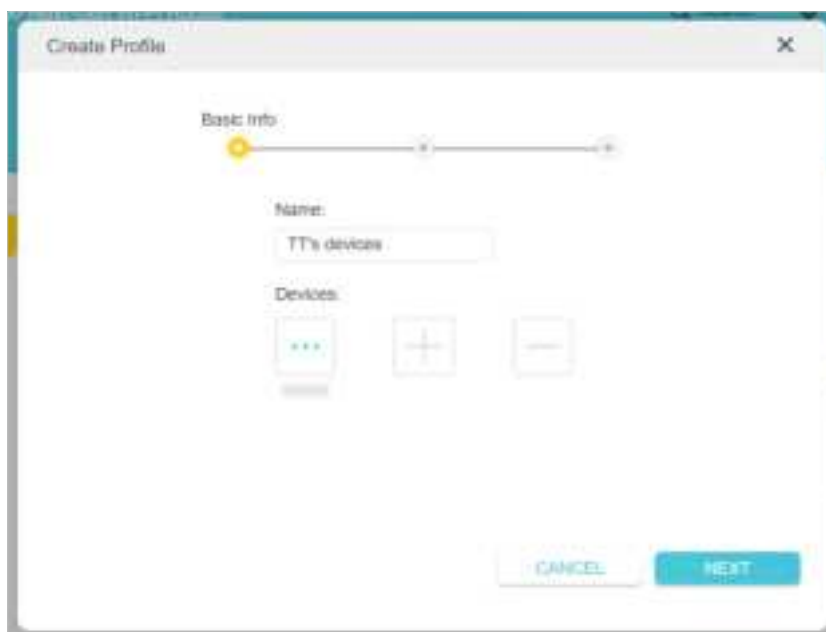 Create Profile
Basic Info
Name:
TT's devices
Devices:
CANCEL
NEXT